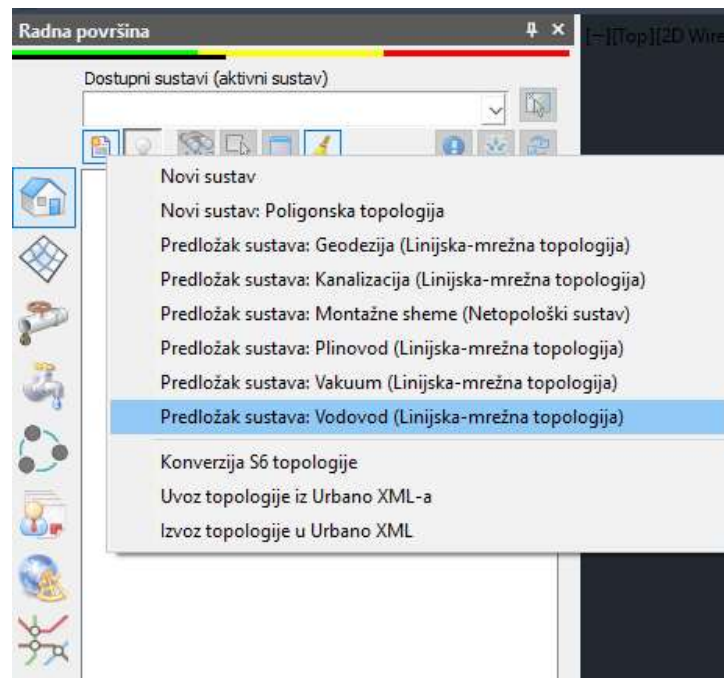 Radna površina
[−][Top][2D Wire
Dostupni sustavi (aktivni sustav)
Novi sustav
Novi sustav: Poligonska topologija
Predložak sustava: Geodezija (Linijska-mrežna topologija)
Predložak sustava: Kanalizacija (Linijska-mrežna topologija)
Predložak sustava: Montažne sheme (Netopološki sustav)
Predložak sustava: Plinovod (Linijska-mrežna topologija)
Predložak sustava: Vakuum (Linijska-mrežna topologija)
Predložak sustava: Vodovod (Linijska-mrežna topologija)
Konverzija S6 topologije
Uvoz topologije iz Urbano XML-a
Izvoz topologije u Urbano XML